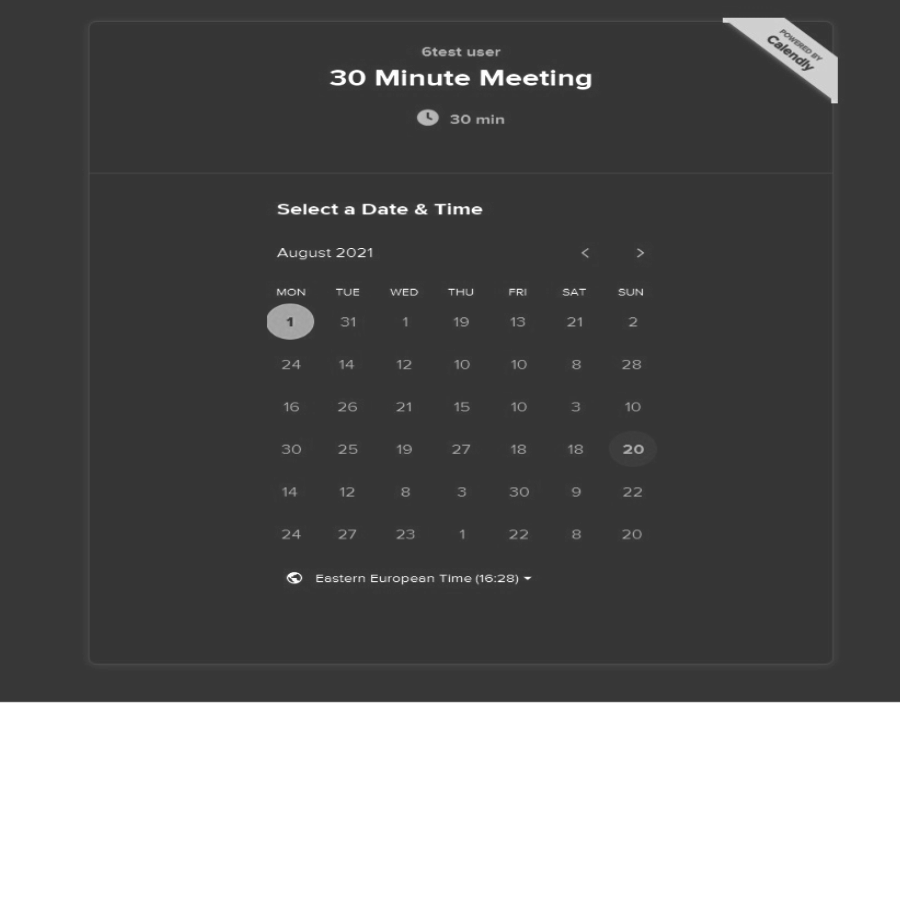 6test user
POWERED BY
Calendly
30 Minute Meeting
30 min
Select a Date & Time
August 2021
< >
MON TUE WED THU FRI SAT SUN
1 31 1 19 13 21 2
24 14 12 10 10 8 28
16 26 21 15 10 3 10
30 25 19 27 18 18 20
14 12 8 3 30 9 22
24 27 23 1 22 8 20
Eastern European Time (16:28)